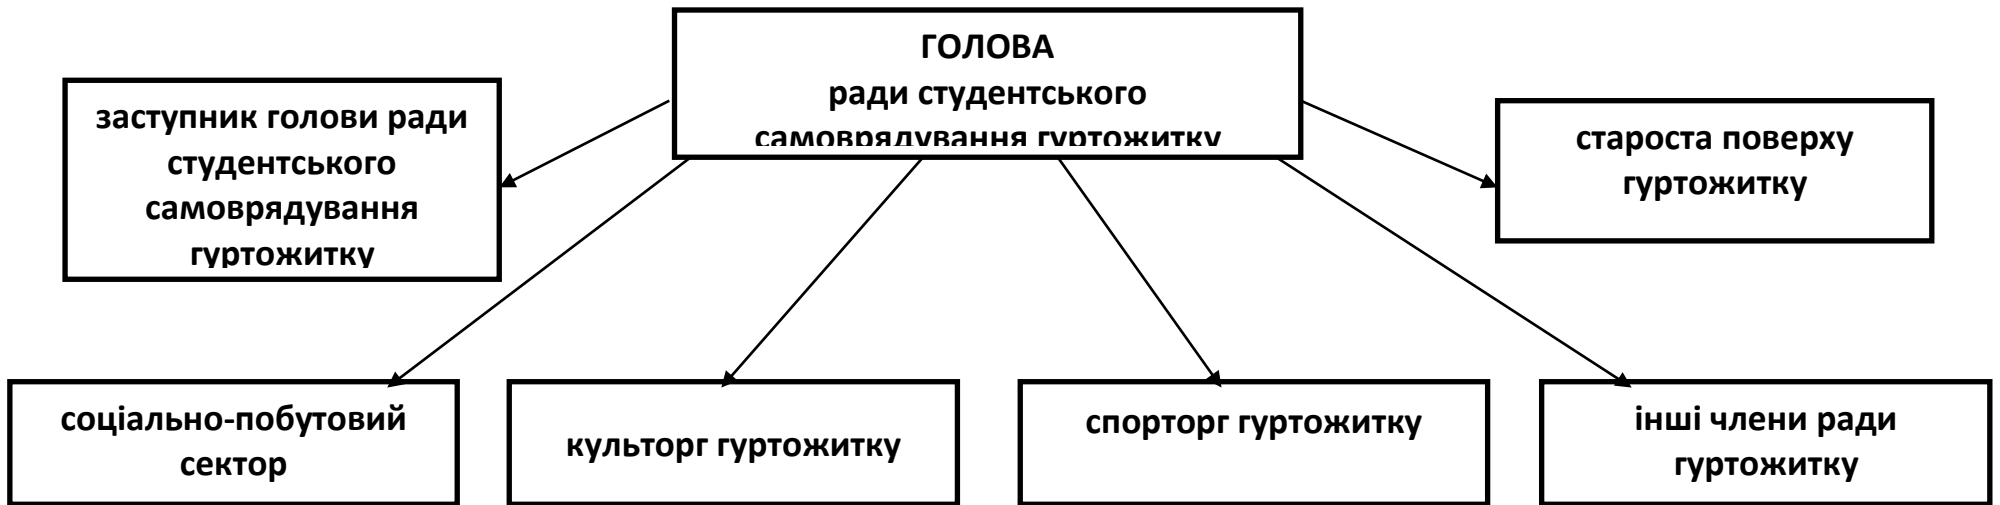 ГОЛОВА
ради студентського
самоврядування гуртожитку
заступник голови ради
студентського
самоврядування
гуртожитку
староста поверху
гуртожитку
соціально-побутовий
сектор
культорг гуртожитку
спорторг гуртожитку
інші члени ради
гуртожитку